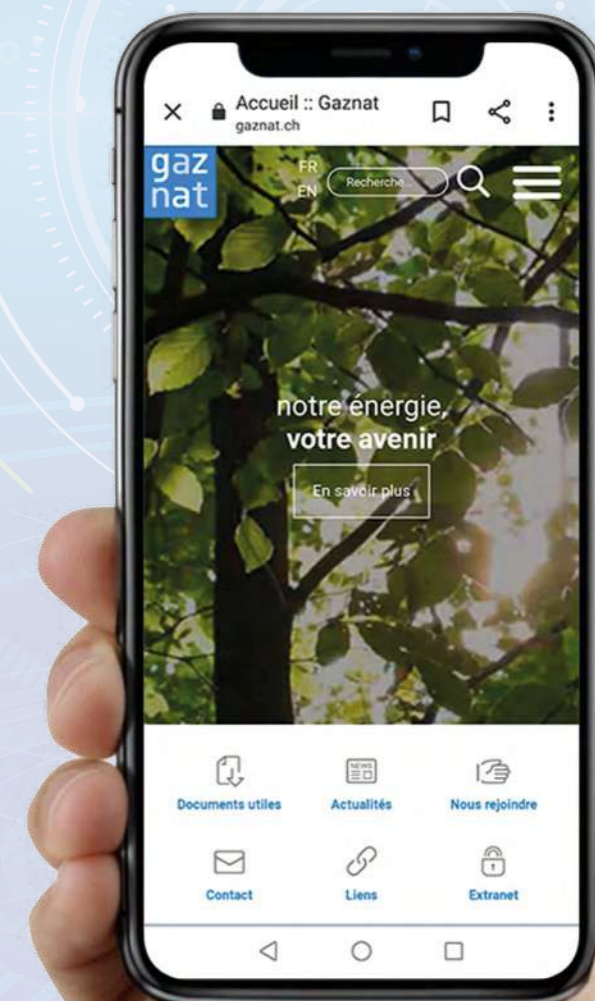 Accueil :: Gaznat
gaznat.ch
gaz
nat
FR
EN
Recherche...
notre énergie,
votre avenir
En savoir plus
NEWS
Documents utiles
Actualités
Nous rejoindre
Contact
Liens
Extranet